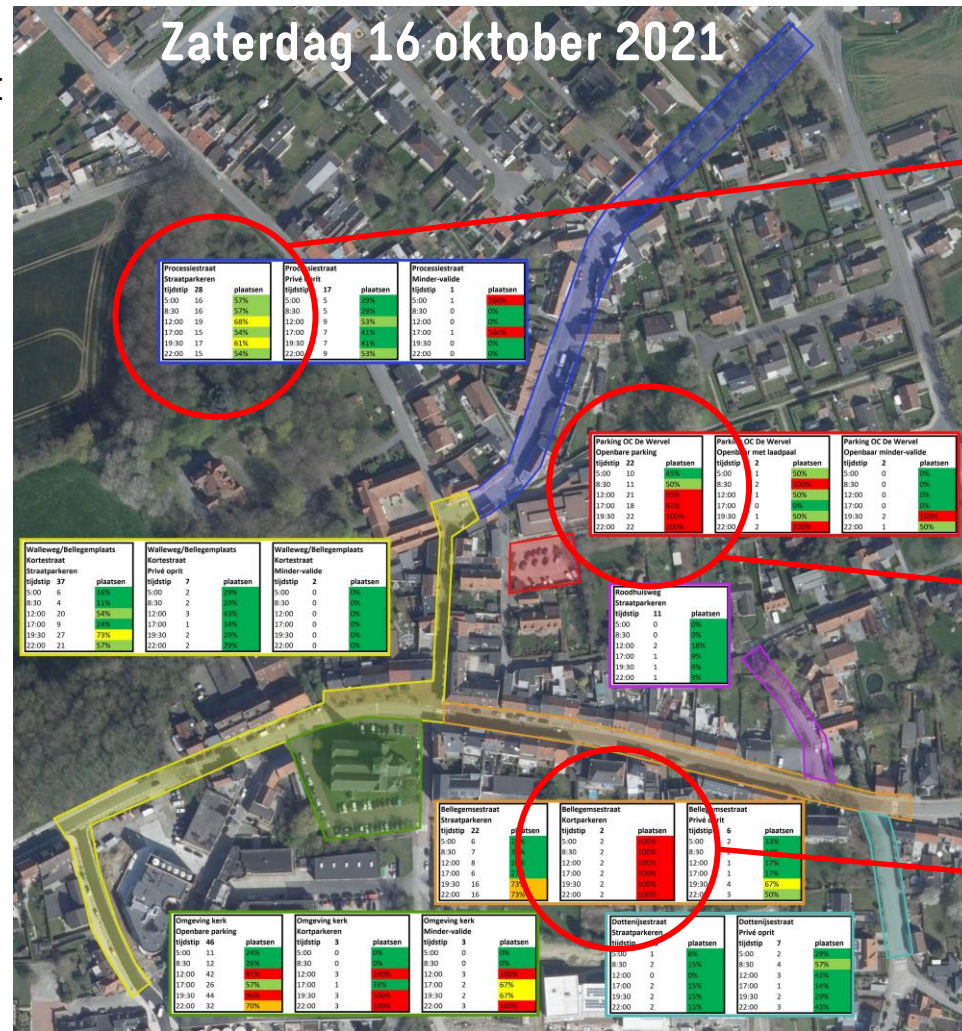 Zaterdag 16 oktober 2021
Processiestraat Processiestraat Processiestraat
Straatparkeren Privé oprit Minder-valide
tijdstip 28 plaatsen tijdstip 17 plaatsen tijdstip 1 plaatsen
5:00 16 57% 5:00 5 29% 5:00 1 100%
8:30 16 57% 8:30 5 29% 8:30 0 0%
12:00 19 68% 12:00 9 53% 12:00 0 0%
17:00 15 54% 17:00 7 41% 17:00 1 100%
19:30 17 61% 19:30 7 41% 19:30 0 0%
22:00 15 54% 22:00 9 53% 22:00 0 0%
Parking OC De Wervel Parking OC De Wervel Parking OC De Wervel
Openbare parking Openbaar met laadpaal Openbaar minder-valide
tijdstip 22 plaatsen tijdstip 2 plaatsen tijdstip 2 plaatsen
5:00 10 45% 5:00 1 50% 5:00 0 0%
8:30 11 50% 8:30 2 100% 8:30 0 0%
12:00 21 95% 12:00 1 50% 12:00 0 0%
17:00 18 82% 17:00 0 0% 17:00 0 0%
19:30 22 100% 19:30 1 50% 19:30 2 100%
22:00 22 100% 22:00 2 100% 22:00 1 50%
Walleweg/Bellegemplaats Walleweg/Bellegemplaats Walleweg/Bellegemplaats
Kortestraat Kortestraat Kortestraat
Straatparkeren Privé oprit Minder-valide
tijdstip 37 plaatsen tijdstip 7 plaatsen tijdstip 2 plaatsen
5:00 6 16% 5:00 2 29% 5:00 0 0%
8:30 4 11% 8:30 2 29% 8:30 0 0%
12:00 20 54% 12:00 3 43% 12:00 0 0%
17:00 9 24% 17:00 1 14% 17:00 0 0%
19:30 27 73% 19:30 2 29% 19:30 0 0%
22:00 21 57% 22:00 2 29% 22:00 0 0%
Roodhuisweg
Straatparkeren
tijdstip 11 plaatsen
5:00 0 0%
8:30 0 0%
12:00 2 18%
17:00 1 9%
19:30 1 9%
22:00 1 9%
Bellegemsestraat Bellegemsestraat Bellegemsestraat
Straatparkeren Kortparkeren Privé oprit
tijdstip 22 plaatsen tijdstip 2 plaatsen tijdstip 6 plaatsen
5:00 6 5:00 2 100% 5:00 2 33%
8:30 7 8:30 2 100% 8:30
12:00 8 12:00 2 100% 12:00 1 17%
17:00 6 17:00 2 100% 17:00 1 17%
19:30 16 73% 19:30 2 100% 19:30 4 67%
22:00 16 73% 22:00 2 100% 22:00 3 50%
Omgeving kerk Omgeving kerk Omgeving kerk
Openbare parking Kortparkeren Minder-valide
tijdstip 46 plaatsen tijdstip 3 plaatsen tijdstip 3 plaatsen
5:00 11 24% 5:00 0 0% 5:00 0 0%
8:30 12 26% 8:30 0 0% 8:30 0 0%
12:00 42 91% 12:00 3 100% 12:00 3 100%
17:00 26 57% 17:00 1 33% 17:00 2 67%
19:30 44 96% 19:30 3 100% 19:30 2 67%
22:00 32 70% 22:00 3 100% 22:00 3 100%
Dottenijsestraat Dottenijsestraat
Straatparkeren Privé oprit
tijdstip plaatsen tijdstip 7 plaatsen
5:00 1 8% 5:00 2 29%
8:30 2 15% 8:30 4 57%
12:00 0 0% 12:00 3 43%
17:00 2 15% 17:00 1 14%
19:30 2 15% 19:30 2 29%
22:00 2 15% 22:00 3 43%